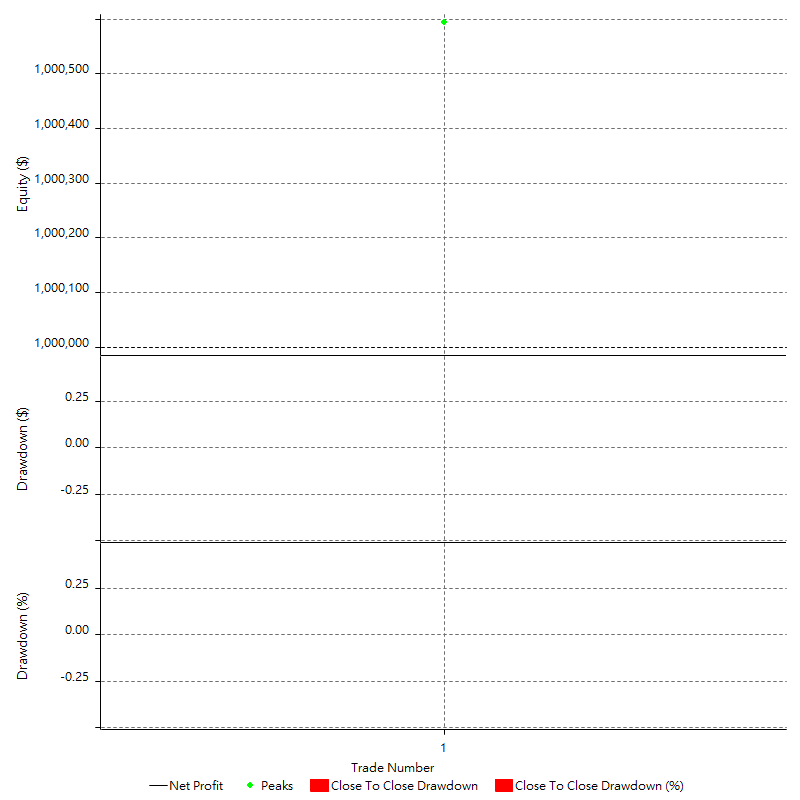 Equity ($)
1,000,500
1,000,400
1,000,300
1,000,200
1,000,100
1,000,000
Drawdown ($)
0.25
0.00
-0.25
Drawdown (%)
0.25
0.00
-0.25
1
Trade Number
Net Profit Peaks Close To Close Drawdown Close To Close Drawdown (%)